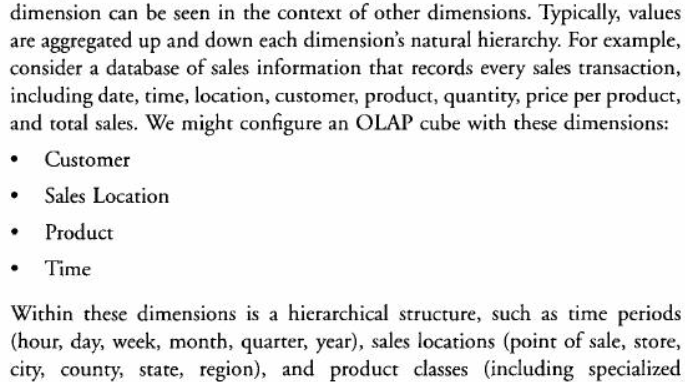 dimension can be seen in the context of other dimensions. Typically, values
are aggregated up and down each dimension's natural hierarchy. For example,
consider a database of sales information that records every sales transaction,
including date, time, location, customer, product, quantity, price per product,
and total sales. We might configure an OLAP cube with these dimensions:
• Customer
• Sales Location
• Product
• Time
Within these dimensions is a hierarchical structure, such as time periods
(hour, day, week, month, quarter, year), sales locations (point of sale, store,
city, county, state, region), and product classes (including specialized